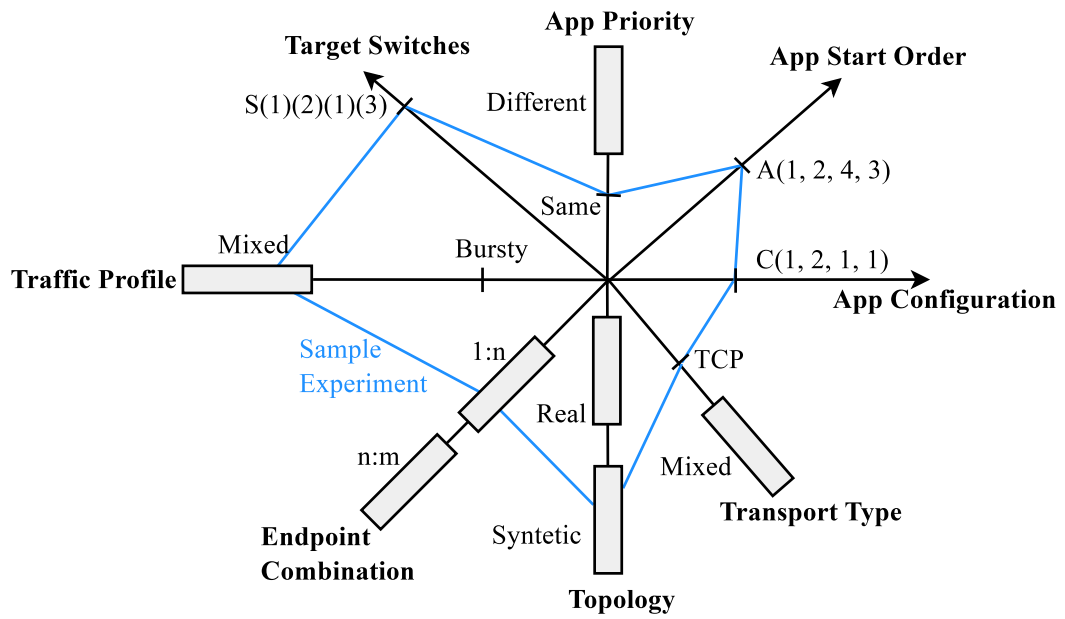 App Priority
Target Switches
App Start Order
S(1)(2)(1)(3)
Different
A(1, 2, 4, 3)
Same
Mixed
Bursty
C(1, 2, 1, 1)
Traffic Profile
App Configuration
Sample
Experiment
1:n
TCP
Real
n:m
Mixed
Transport Type
Endpoint
Combination
Syntetic
Topology